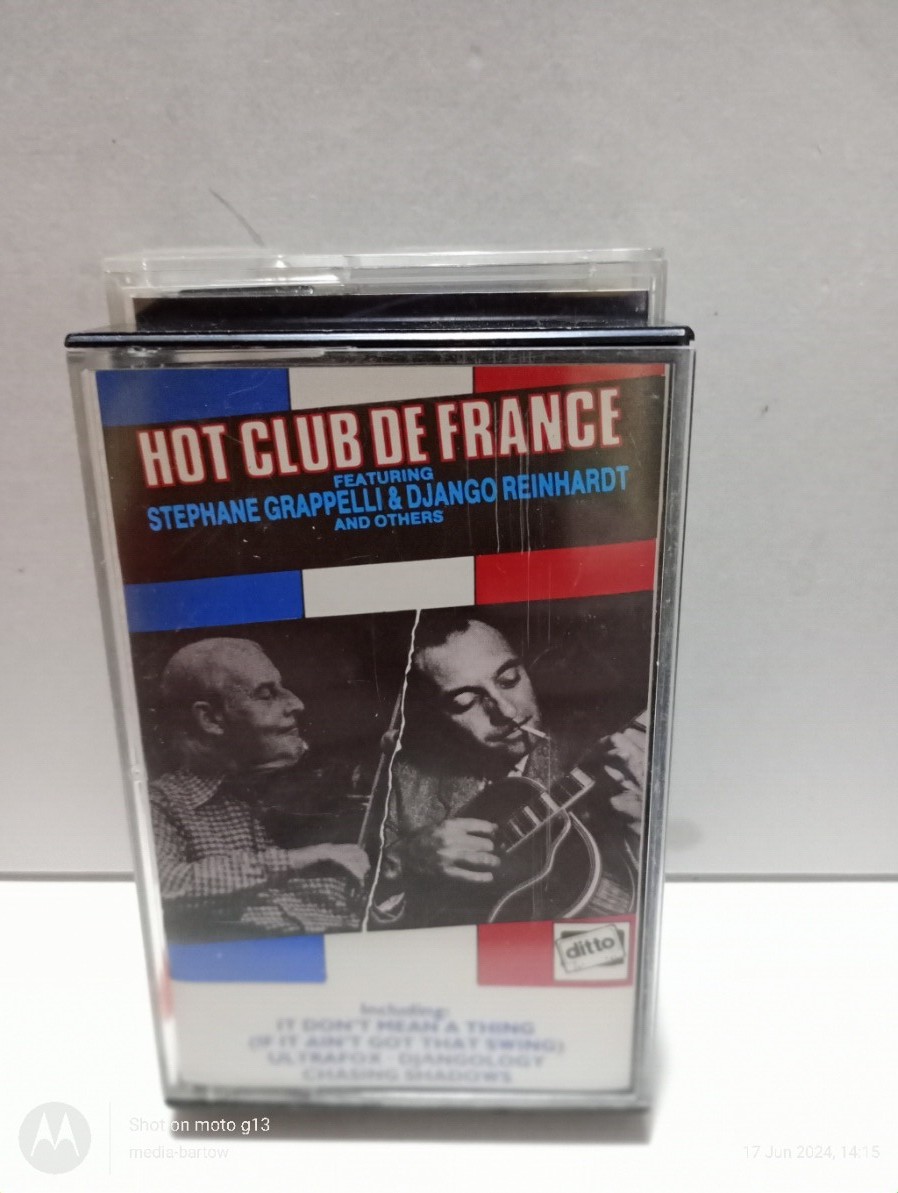 HOT CLUB DE FRANCE
FEATURING
STEPHANE GRAPPELLI & DJANGO REINHARDT
AND OTHERS
ditto
Including:
IT DON'T MEAN A THING
(IF IT AIN'T GOT THAT SWING)
ULTRAFOX · DJANGOLOGY
CHASING SHADOWS
Shot on moto g13
media-bartow
17 Jun 2024, 14:15